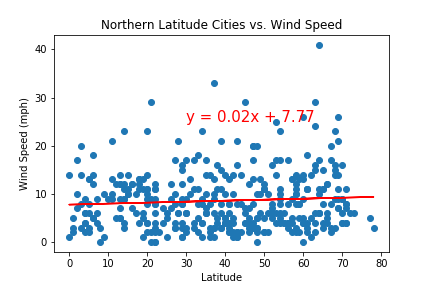 Northern Latitude Cities vs. Wind Speed
40
30
20
10
0
Wind Speed (mph)
y = 0.02x + 7.77
0 10 20 30 40 50 60 70 80
Latitude